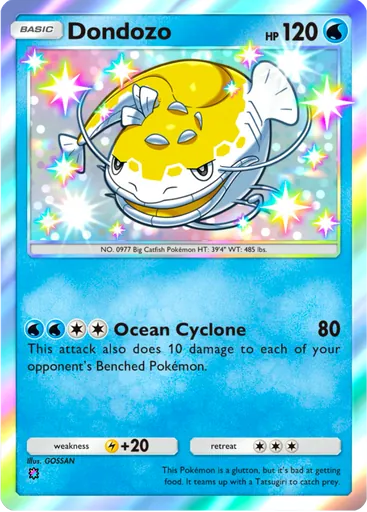 BASIC Dondozo HP 120
NO. 0977 Big Catfish Pokémon HT: 39'4" WT: 485 lbs.
Ocean Cyclone 80
This attack also does 10 damage to each of your
opponent's Benched Pokémon.
weakness +20 retreat
Illus. GOSSAN
This Pokémon is a glutton, but it's bad at getting
food. It teams up with a Tatsugiri to catch prey.